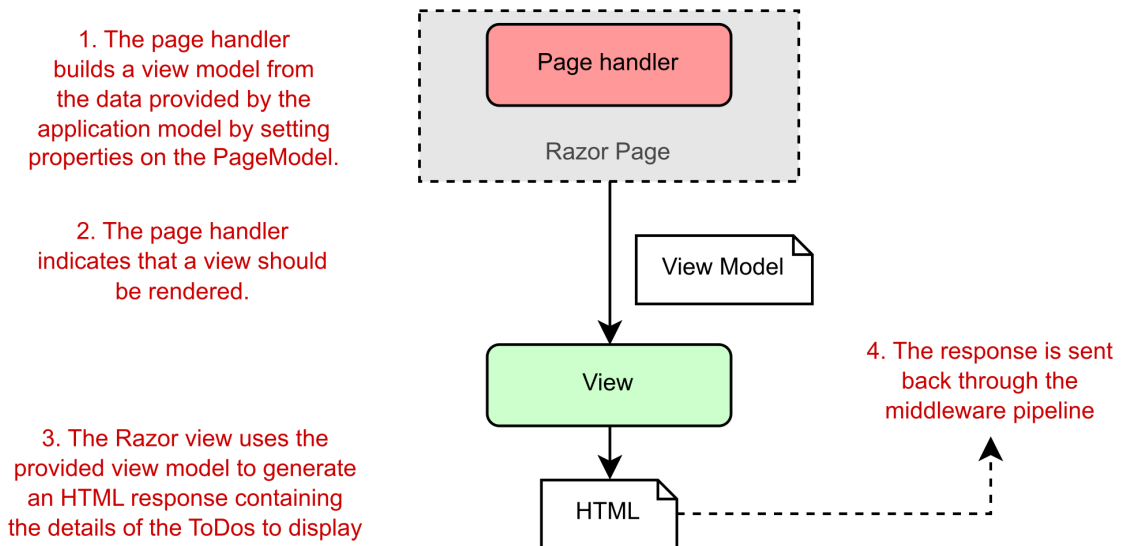 1. The page handler
builds a view model from
the data provided by the
application model by setting
properties on the PageModel.
Page handler
Razor Page
2. The page handler
indicates that a view should
be rendered.
View Model
View
4. The response is sent
back through the
middleware pipeline
3. The Razor view uses the
provided view model to generate
an HTML response containing
the details of the ToDos to display
HTML